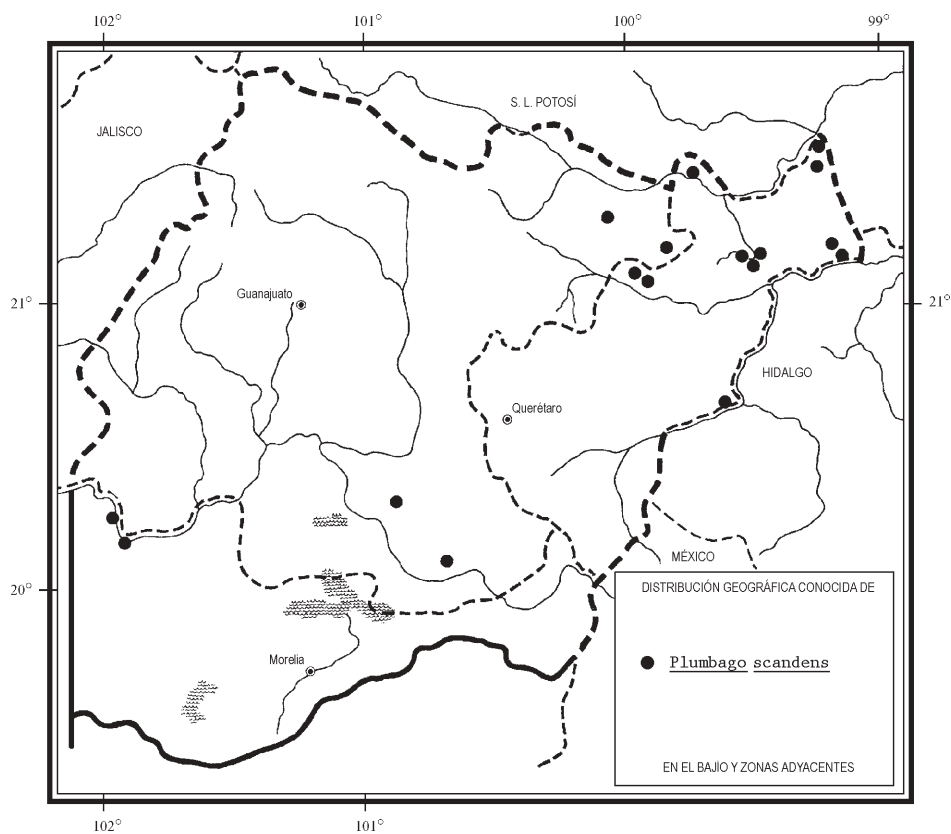 102° 101° 100° 99°
S. L. POTOSÍ
JALISCO
Guanajuato
21° 21°
HIDALGO
Querétaro
MÉXICO
20°
DISTRIBUCIÓN GEOGRÁFICA CONOCIDA DE
Plumbago scandens
Morelia
EN EL BAJÍO Y ZONAS ADYACENTES
102° 101°